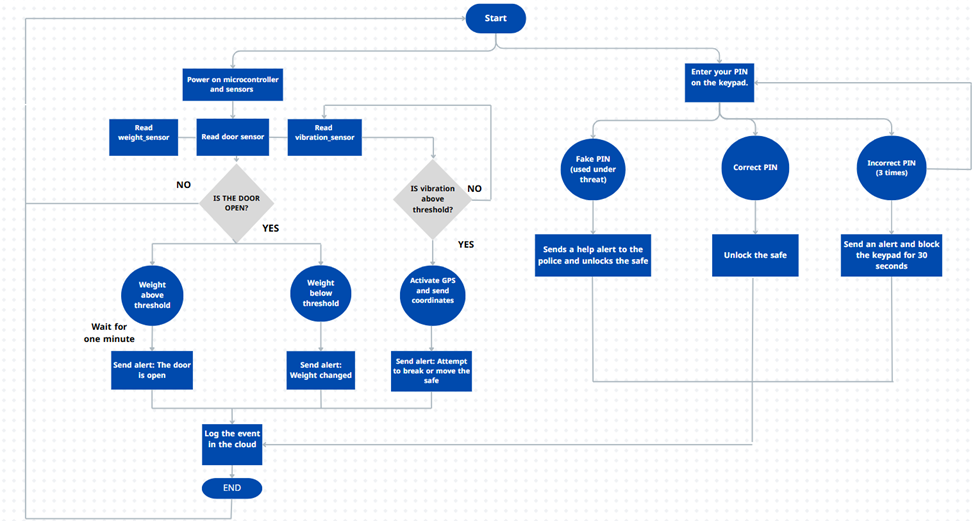 Start
Power on microcontroller
and sensors
Enter your PIN
on the keypad.
Read
weight_sensor
Read door sensor
Read
vibration_sensor
Fake PIN
(used under
threat)
Correct PIN
Incorrect PIN
(3 times)
NO
IS THE DOOR
OPEN?
YES
IS vibration
above
threshold?
NO
YES
Sends a help alert to the
police and unlocks the safe
Unlock the safe
Send an alert and block
the keypad for 30
seconds
Weight
above
threshold
Weight
below
threshold
Activate GPS
and send
coordinates
Wait for
one minute
Send alert: The door
is open
Send alert:
Weight changed
Send alert: Attempt
to break or move the
safe
Log the event
in the cloud
END